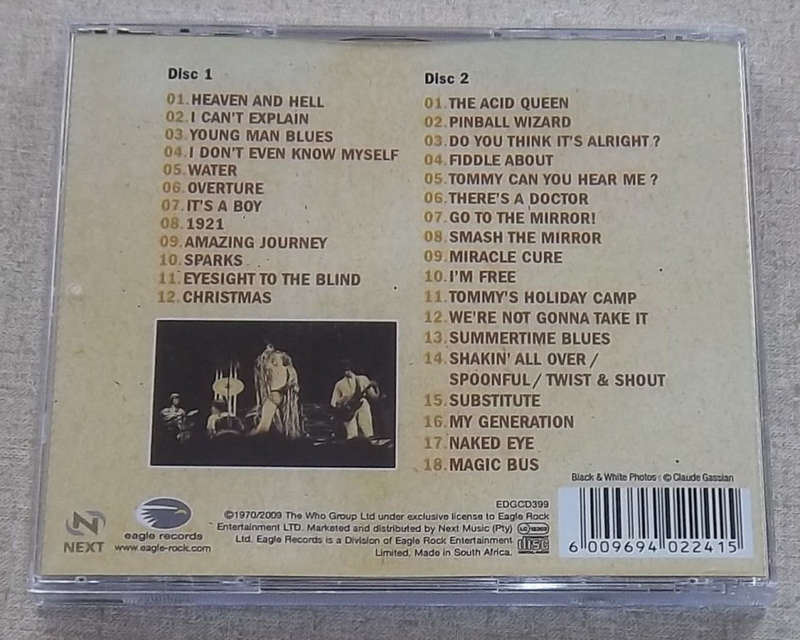 Disc 1
01. HEAVEN AND HELL
02. I CAN'T EXPLAIN
03. YOUNG MAN BLUES
04. I DON'T EVEN KNOW MYSELF
05. WATER
06. OVERTURE
07. IT'S A BOY
08. 1921
09. AMAZING JOURNEY
10. SPARKS
11. EYESIGHT TO THE BLIND
12. CHRISTMAS
Disc 2
01. THE ACID QUEEN
02. PINBALL WIZARD
03. DO YOU THINK IT'S ALRIGHT?
04. FIDDLE ABOUT
05. TOMMY CAN YOU HEAR ME?
06. THERE'S A DOCTOR
07. GO TO THE MIRROR!
08. SMASH THE MIRROR
09. MIRACLE CURE
10. I'M FREE
11. TOMMY'S HOLIDAY CAMP
12. WE'RE NOT GONNA TAKE IT
13. SUMMERTIME BLUES
14. SHAKIN' ALL OVER /
SPOONFUL / TWIST & SHOUT
15. SUBSTITUTE
16. MY GENERATION
17. NAKED EYE
18. MAGIC BUS
Black & White Photos : © Claude Gassian
NEXT
eagle records
www.eagle-rock.com
EDGCD399
©1970/2009 The Who Group Ltd under exclusive license to Eagle Rock
Entertainment LTD. Marketed and distributed by Next Music (Pty)
Ltd. Eagle Records is a Division of Eagle Rock Entertainment
Limited, Made in South Africa.
disc
6 009694 022415